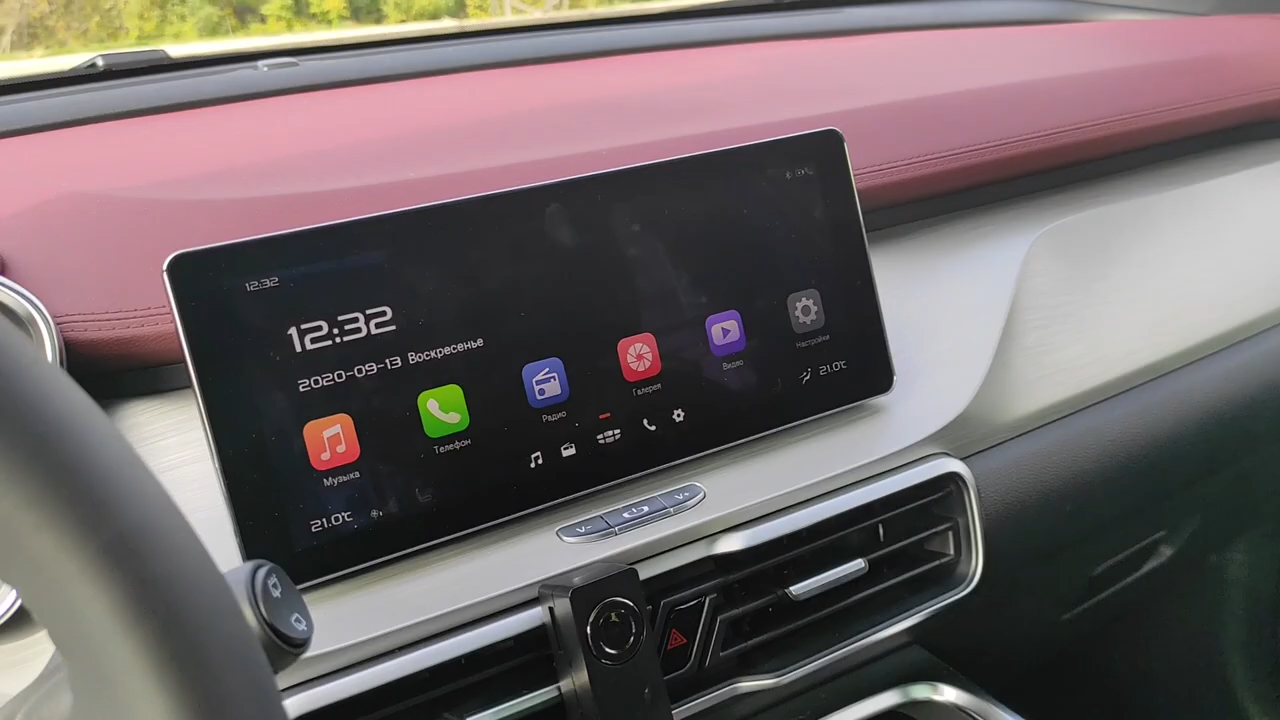 12:32
12:32
2020-09-13 Воскресенье
Музыка
Телефон
Радио
Галерея
Видео
Настройки
21.0℃
21.0℃
V-
V+